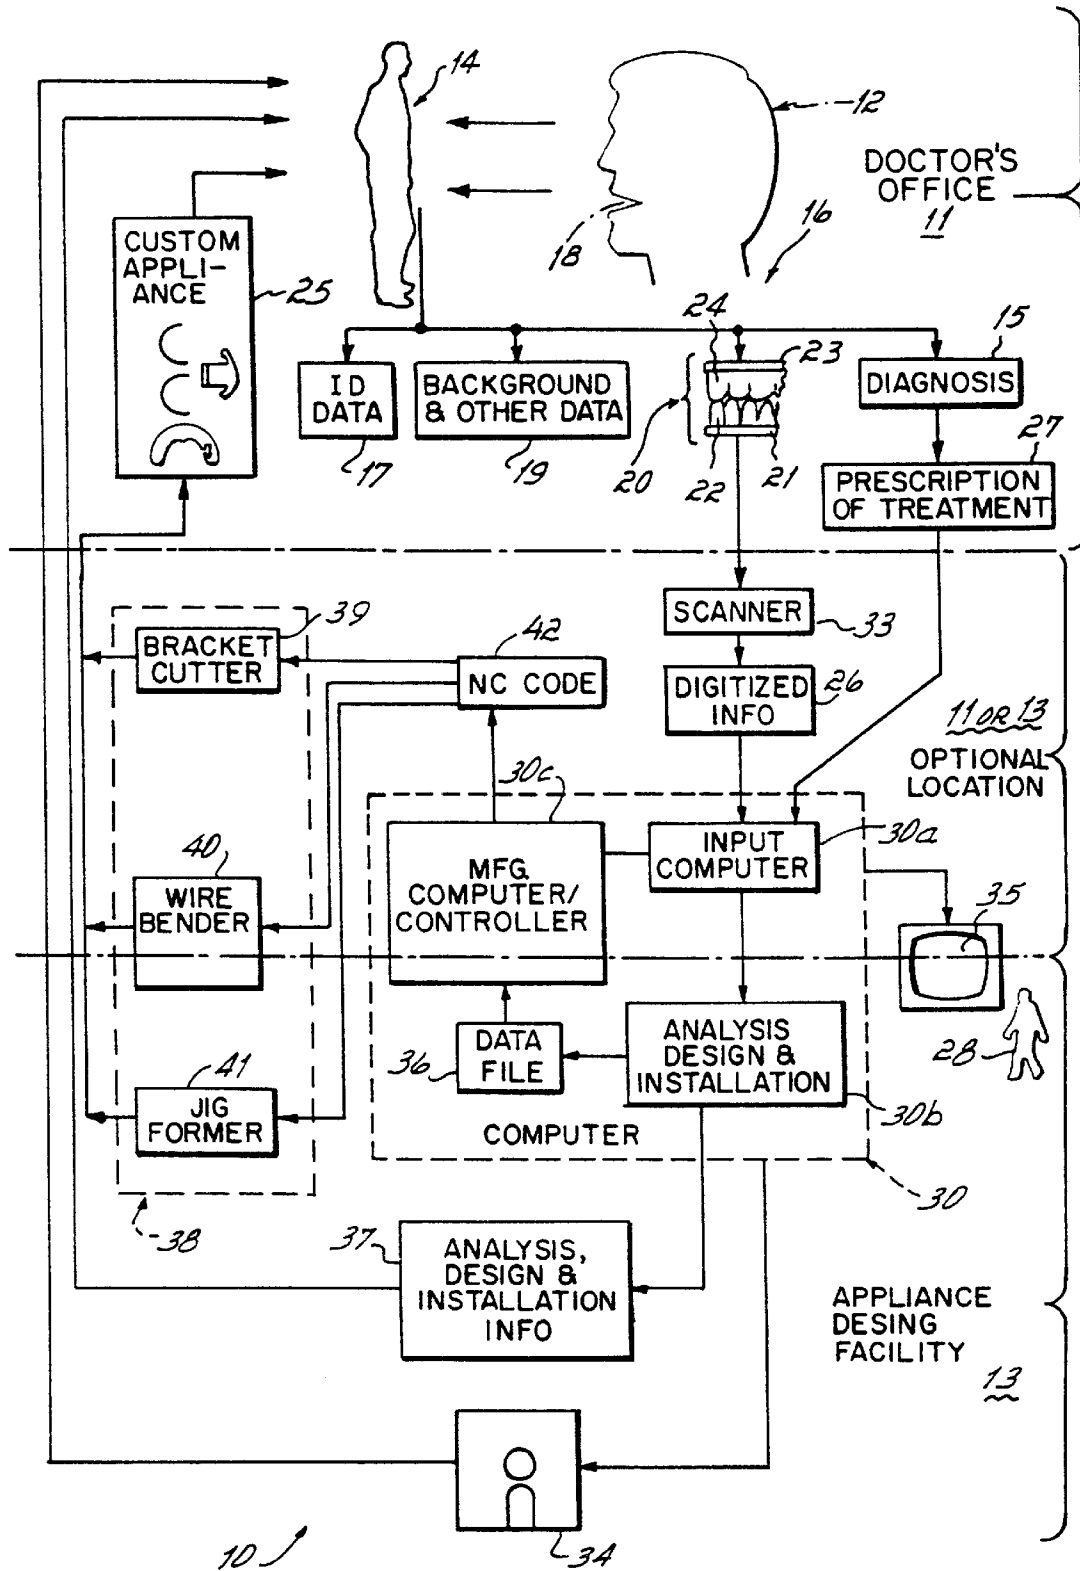 14
12
DOCTOR'S
OFFICE
11
18
16
CUSTOM
APPLI-
ANCE
25
24
23
15
ID
DATA
17
BACKGROUND
& OTHER DATA
19
20
22
21
DIAGNOSIS
27
PRESCRIPTION
OF TREATMENT
SCANNER
33
39
BRACKET
CUTTER
42
NC CODE
DIGITIZED
INFO
26
11 OR 13
OPTIONAL
LOCATION
30c
MFG.
COMPUTER/
CONTROLLER
INPUT
COMPUTER
30a
40
WIRE
BENDER
35
28
DATA
FILE
36
ANALYSIS
DESIGN &
INSTALLATION
30b
41
JIG
FORMER
COMPUTER
30
38
37
ANALYSIS,
DESIGN &
INSTALLATION
INFO
APPLIANCE
DESING
FACILITY
13
10
34